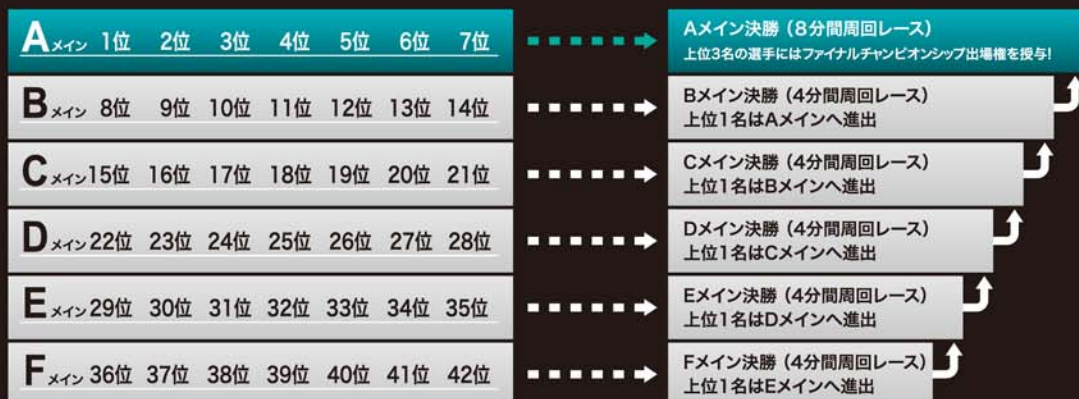 Aメイン 1位 2位 3位 4位 5位 6位 7位
Aメイン決勝（8分間周回レース）
上位3名の選手にはファイナルチャンピオンシップ出場権を授与!
Bメイン 8位 9位 10位 11位 12位 13位 14位
Bメイン決勝（4分間周回レース）
上位1名はAメインへ進出
Cメイン 15位 16位 17位 18位 19位 20位 21位
Cメイン決勝（4分間周回レース）
上位1名はBメインへ進出
Dメイン 22位 23位 24位 25位 26位 27位 28位
Dメイン決勝（4分間周回レース）
上位1名はCメインへ進出
Eメイン 29位 30位 31位 32位 33位 34位 35位
Eメイン決勝（4分間周回レース）
上位1名はDメインへ進出
Fメイン 36位 37位 38位 39位 40位 41位 42位
Fメイン決勝（4分間周回レース）
上位1名はEメインへ進出